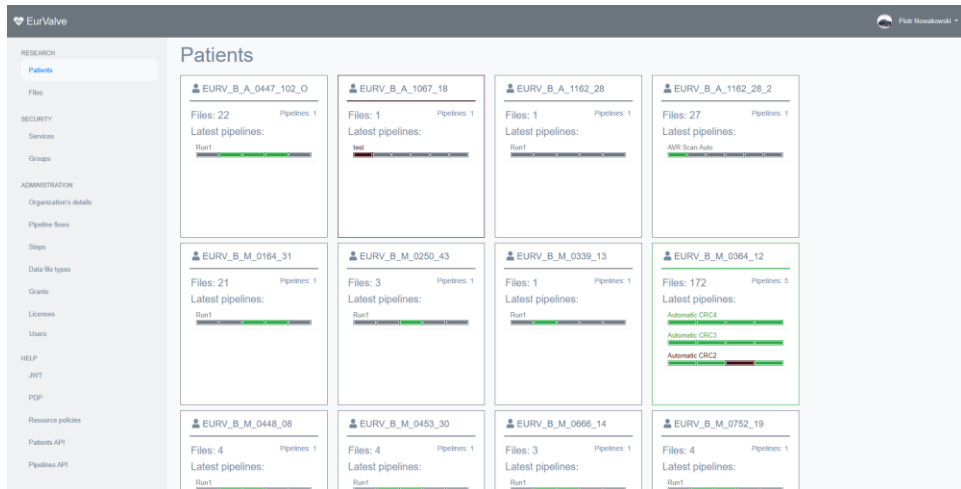 EurValve
Piotr Nowakowski
RESEARCH
Patients
Files
SECURITY
Services
Groups
ADMINISTRATION
Organization's details
Pipeline flows
Steps
Data file types
Grants
Licenses
Users
HELP
JWT
PDP
Resource policies
Patients API
Pipelines API
Patients
EURV_B_A_0447_102_O
Files: 22 Pipelines: 1
Latest pipelines:
Run1
EURV_B_A_1067_18
Files: 1 Pipelines: 1
Latest pipelines:
test
EURV_B_A_1162_28
Files: 1 Pipelines: 1
Latest pipelines:
Run1
EURV_B_A_1162_28_2
Files: 27 Pipelines: 1
Latest pipelines:
AVR Scan Auto
EURV_B_M_0164_31
Files: 21 Pipelines: 1
Latest pipelines:
Run1
EURV_B_M_0250_43
Files: 3 Pipelines: 1
Latest pipelines:
Run1
EURV_B_M_0339_13
Files: 1 Pipelines: 1
Latest pipelines:
Run1
EURV_B_M_0364_12
Files: 172 Pipelines: 5
Latest pipelines:
Automatic CRC4
Automatic CRC3
Automatic CRC2
EURV_B_M_0448_08
Files: 4 Pipelines: 1
Latest pipelines:
Run1
EURV_B_M_0453_30
Files: 4 Pipelines: 1
Latest pipelines:
Run1
EURV_B_M_0666_14
Files: 3 Pipelines: 1
Latest pipelines:
Run1
EURV_B_M_0752_19
Files: 4 Pipelines: 1
Latest pipelines:
Run1